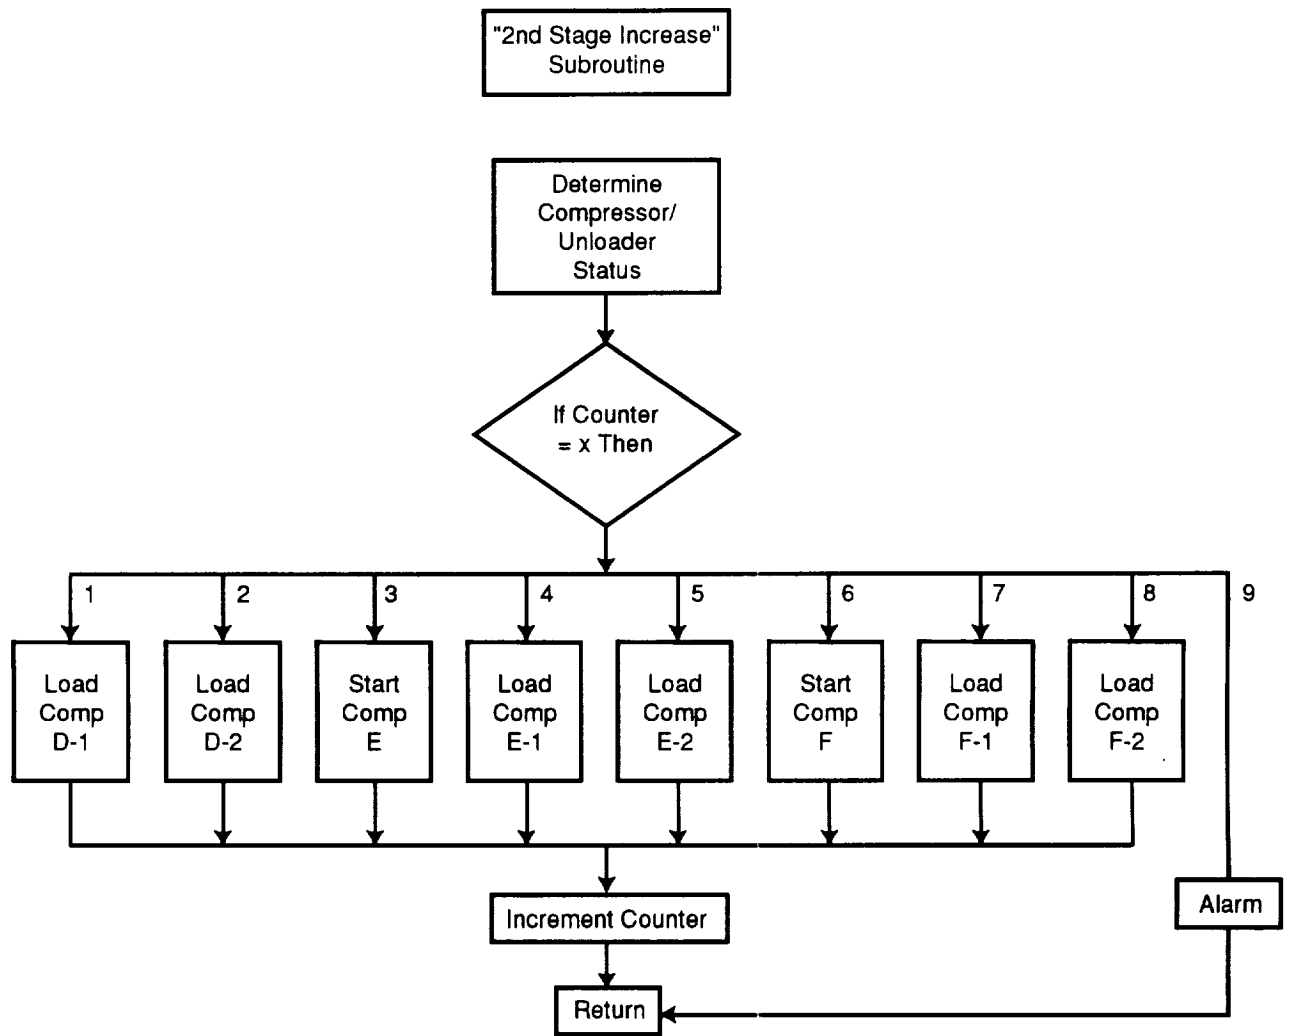 "2nd Stage Increase"
Subroutine
Determine
Compressor/
Unloader
Status
If Counter
= x Then
1 2 3 4 5 6 7 8 9
Load
Comp
D-1
Load
Comp
D-2
Start
Comp
E
Load
Comp
E-1
Load
Comp
E-2
Start
Comp
F
Load
Comp
F-1
Load
Comp
F-2
Alarm
Increment Counter
Return